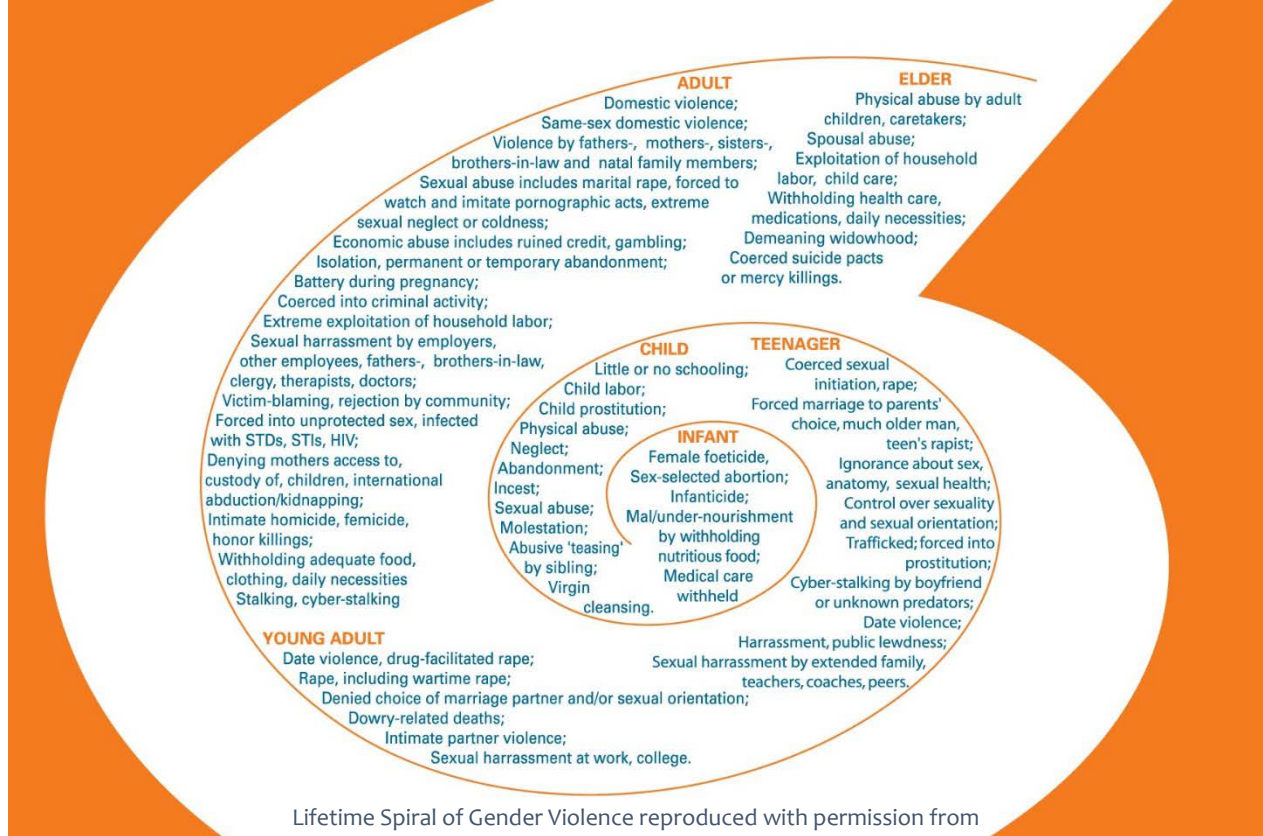 INFANT
Female foeticide,
Sex-selected abortion;
Infanticide;
Mal/under-nourishment
by withholding
nutritious food;
Medical care
withheld
CHILD
Little or no schooling;
Child labor;
Child prostitution;
Physical abuse;
Neglect;
Abandonment;
Incest;
Sexual abuse;
Molestation;
Abusive 'teasing'
by sibling;
Virgin
cleansing.
TEENAGER
Coerced sexual
initiation, rape;
Forced marriage to parents'
choice, much older man,
teen's rapist;
Ignorance about sex,
anatomy, sexual health;
Control over sexuality
and sexual orientation;
Trafficked; forced into
prostitution;
Cyber-stalking by boyfriend
or unknown predators;
Date violence;
Harrassment, public lewdness;
Sexual harrassment by extended family,
teachers, coaches, peers.
YOUNG ADULT
Date violence, drug-facilitated rape;
Rape, including wartime rape;
Denied choice of marriage partner and/or sexual orientation;
Dowry-related deaths;
Intimate partner violence;
Sexual harrassment at work, college.
ADULT
Domestic violence;
Same-sex domestic violence;
Violence by fathers-, mothers-, sisters-,
brothers-in-law and natal family members;
Sexual abuse includes marital rape, forced to
watch and imitate pornographic acts, extreme
sexual neglect or coldness;
Economic abuse includes ruined credit, gambling;
Isolation, permanent or temporary abandonment;
Battery during pregnancy;
Coerced into criminal activity;
Extreme exploitation of household labor;
Sexual harrassment by employers,
other employees, fathers-, brothers-in-law,
clergy, therapists, doctors;
Victim-blaming, rejection by community;
Forced into unprotected sex, infected
with STDs, STIs, HIV;
Denying mothers access to,
custody of, children, international
abduction/kidnapping;
Intimate homicide, femicide,
honor killings;
Withholding adequate food,
clothing, daily necessities
Stalking, cyber-stalking
ELDER
Physical abuse by adult
children, caretakers;
Spousal abuse;
Exploitation of household
labor, child care;
Withholding health care,
medications, daily necessities;
Demeaning widowhood;
Coerced suicide pacts
or mercy killings.
Lifetime Spiral of Gender Violence reproduced with permission from